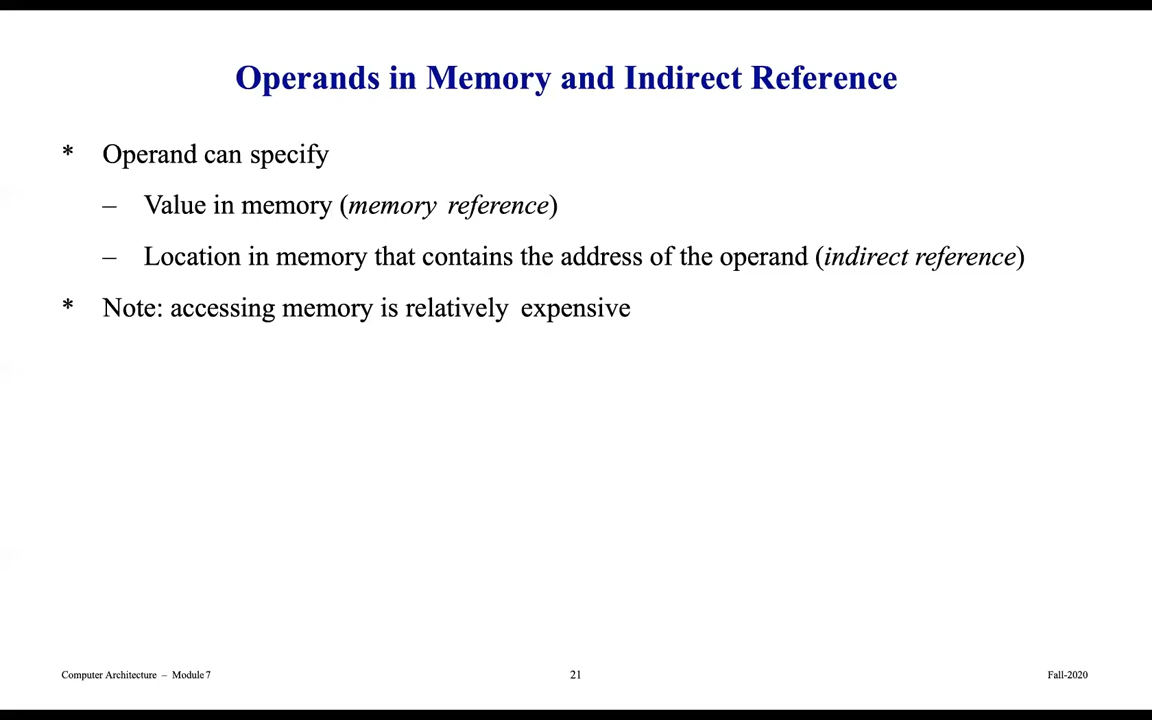 Operands in Memory and Indirect Reference
* Operand can specify
– Value in memory (memory reference)
– Location in memory that contains the address of the operand (indirect reference)
* Note: accessing memory is relatively expensive
Computer Architecture – Module 7 21 Fall-2020